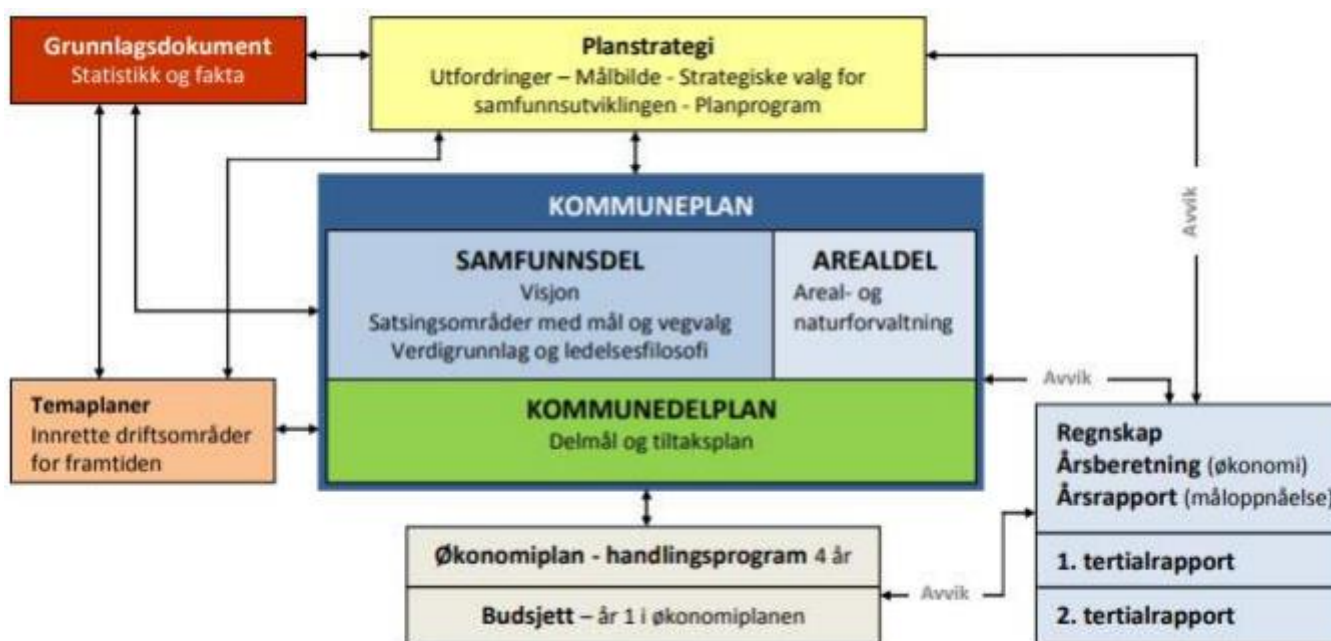 Grunnlagsdokument
Statistikk og fakta
Planstrategi
Utfordringer – Målbilde - Strategiske valg for
samfunnsutviklingen - Planprogram
Avvik
KOMMUNEPLAN
SAMFUNNSDEL
Visjon
Satsingsområder med mål og vegvalg
Verdigrunnlag og ledelsesfilosofi
AREALDEL
Areal- og
naturforvaltning
Avvik
Temaplaner
Innrette driftsområder
for framtiden
KOMMUNEDELPLAN
Delmål og tiltaksplan
Regnskap
Årsberetning (økonomi)
Årsrapport (måloppnåelse)
1. tertialrapport
2. tertialrapport
Økonomiplan - handlingsprogram 4 år
Budsjett – år 1 i økonomiplanen
Avvik